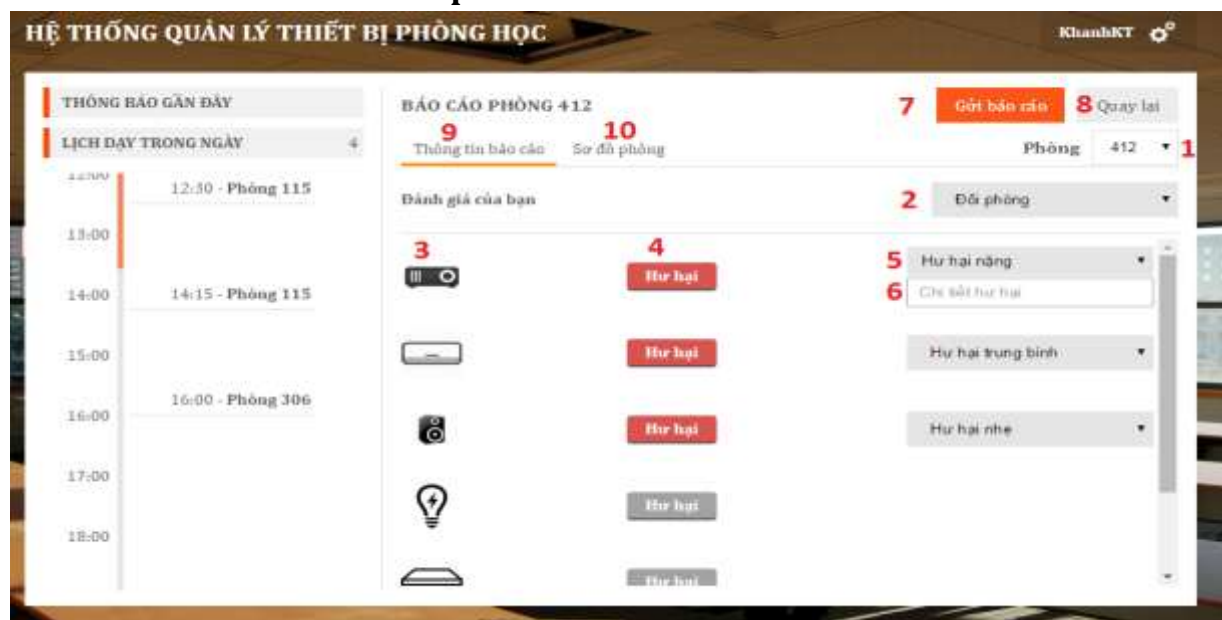 HỆ THỐNG QUẢN LÝ THIẾT BỊ PHÒNG HỌC
KhanhKT
THÔNG BÁO GẦN ĐÂY
LỊCH DẠY TRONG NGÀY 4
12:00
12:30 - Phòng 115
13:00
14:00
14:15 - Phòng 115
15:00
16:00 - Phòng 306
16:00
17:00
18:00
BÁO CÁO PHÒNG 412
7 Gởi báo cáo 8 Quay lại
9 10
Thông tin báo cáo Sơ đồ phòng
Phòng 412 1
Đánh giá của bạn 2 Đổi phòng
3 4
Hư hại 5 Hư hại nặng
6 Chi tiết hư hại
Hư hại Hư hại trung bình
Hư hại Hư hại nhẹ
Hư hại
Hư hại